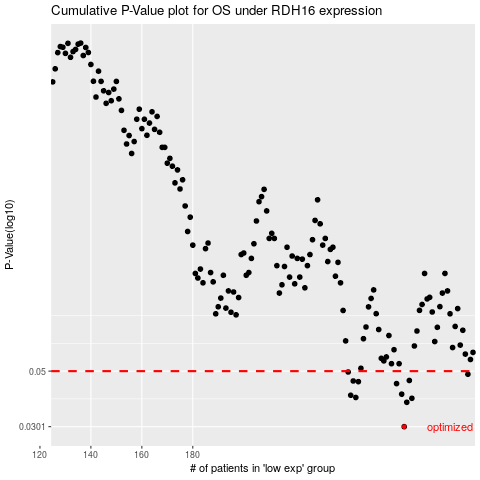 Cumulative P-Value plot for OS under RDH16 expression
P-Value(log10)
0.05
0.0301
optimized
120 140 160 180
# of patients in 'low exp' group